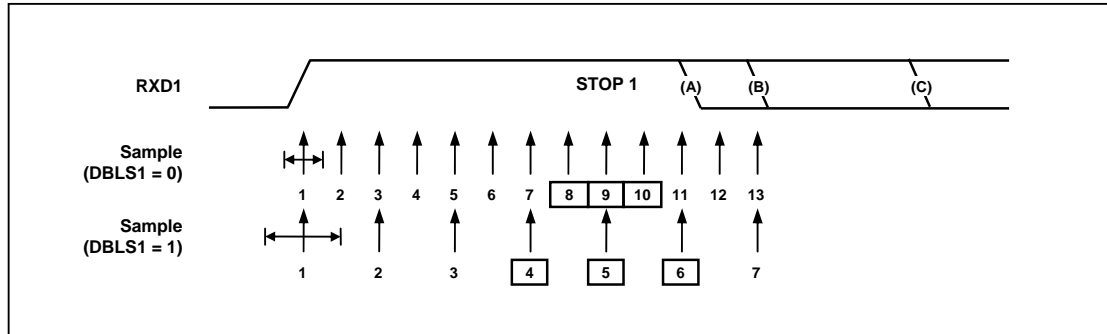 RXD1 STOP 1 (A) (B) (C)
Sample
(DBLS1 = 0)
1 2 3 4 5 6 7 8 9 10 11 12 13
Sample
(DBLS1 = 1)
1 2 3 4 5 6 7